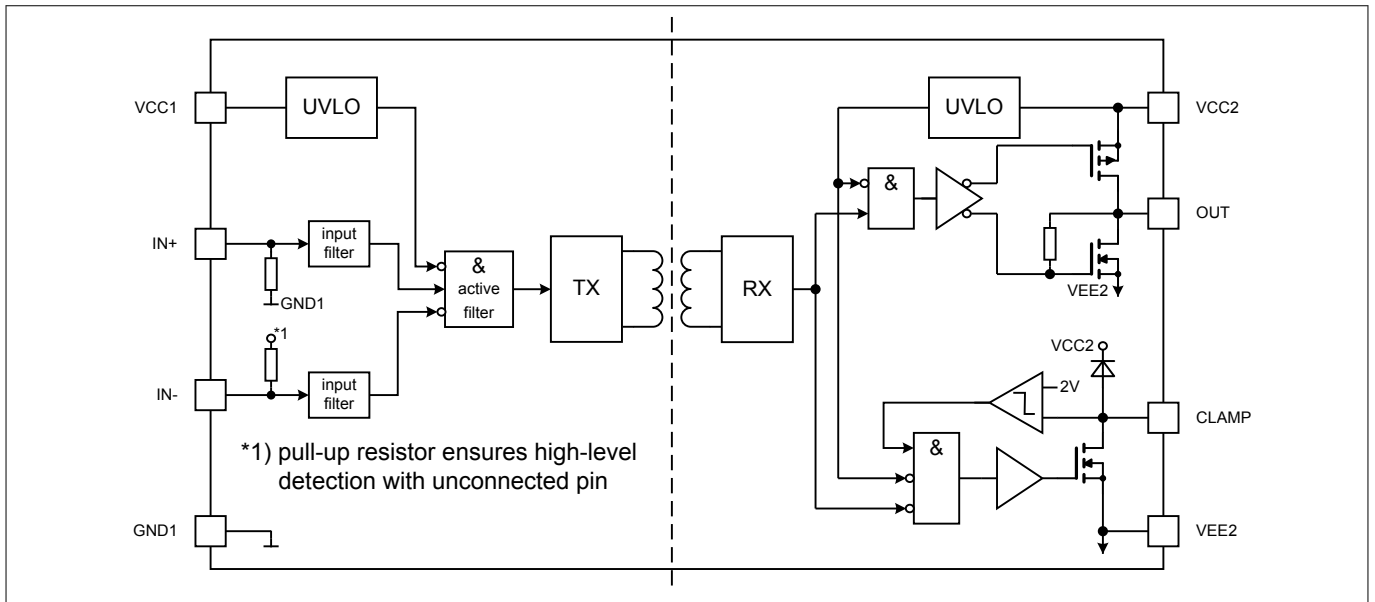 VCC1
UVLO
UVLO
VCC2
&
OUT
IN+
input
filter
GND1
&
active
filter
TX
RX
VEE2
*1
IN-
input
filter
VCC2
2V
CLAMP
&
*1) pull-up resistor ensures high-level
detection with unconnected pin
GND1
VEE2